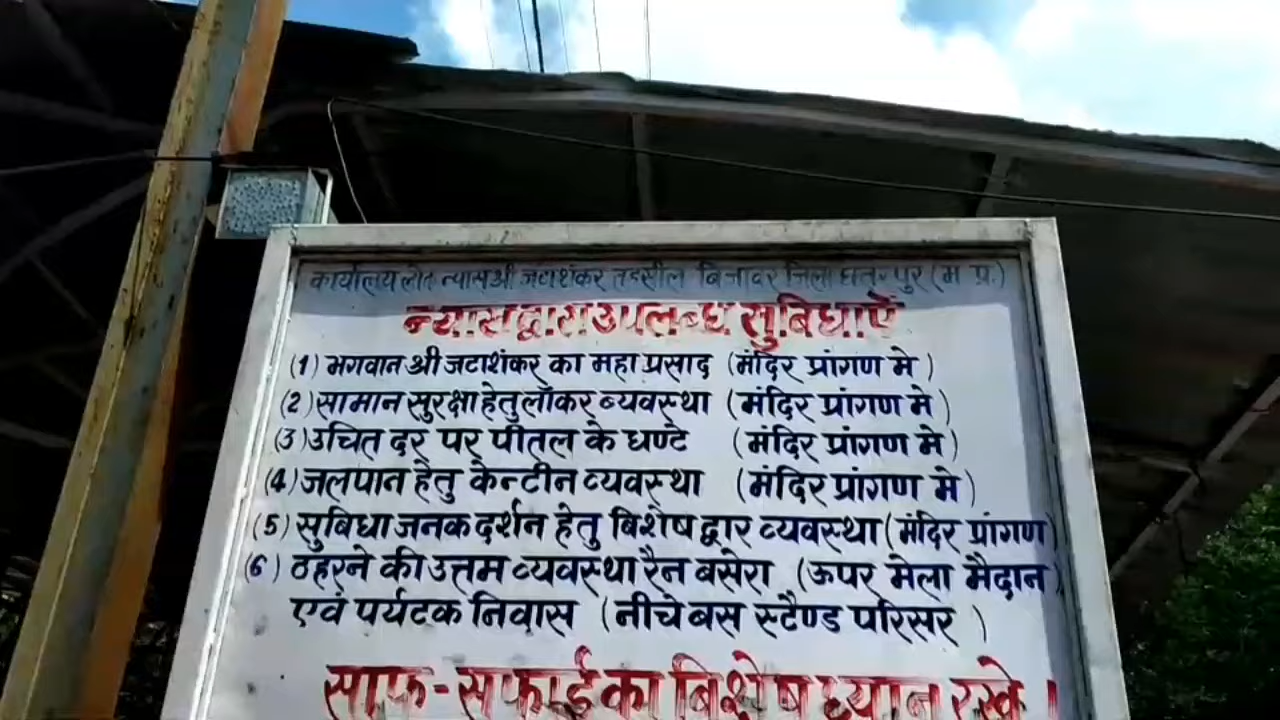 कार्यालय लोक न्यास श्री जटाशंकर तहसील बिजावर जिला छतरपुर (म.प्र.)
न्यास द्वारा उपलब्ध सुबिधाऐं
(1) भगवान श्री जटाशंकर का महा प्रसाद (मंदिर प्रांगण मे)
(2) सामान सुरक्षा हेतु लॉकर ब्यवस्था (मंदिर प्रांगण मे)
(3) उचित दर पर पीतल के घण्टे (मंदिर प्रांगण मे)
(4) जलपान हेतु केन्टीन व्यवस्था (मंदिर प्रांगण मे)
(5) सुबिधा जनक दर्शन हेतु बिशेष द्वार व्यवस्था (मंदिर प्रांगण)
(6) ठहरने की उत्तम व्यवस्था रैन बसेरा (ऊपर मेला मैदान)
एवं पर्यटक निवास (नीचे बस स्टैण्ड परिसर)
साफ-सफाई का बिशेष ध्यान रखे।